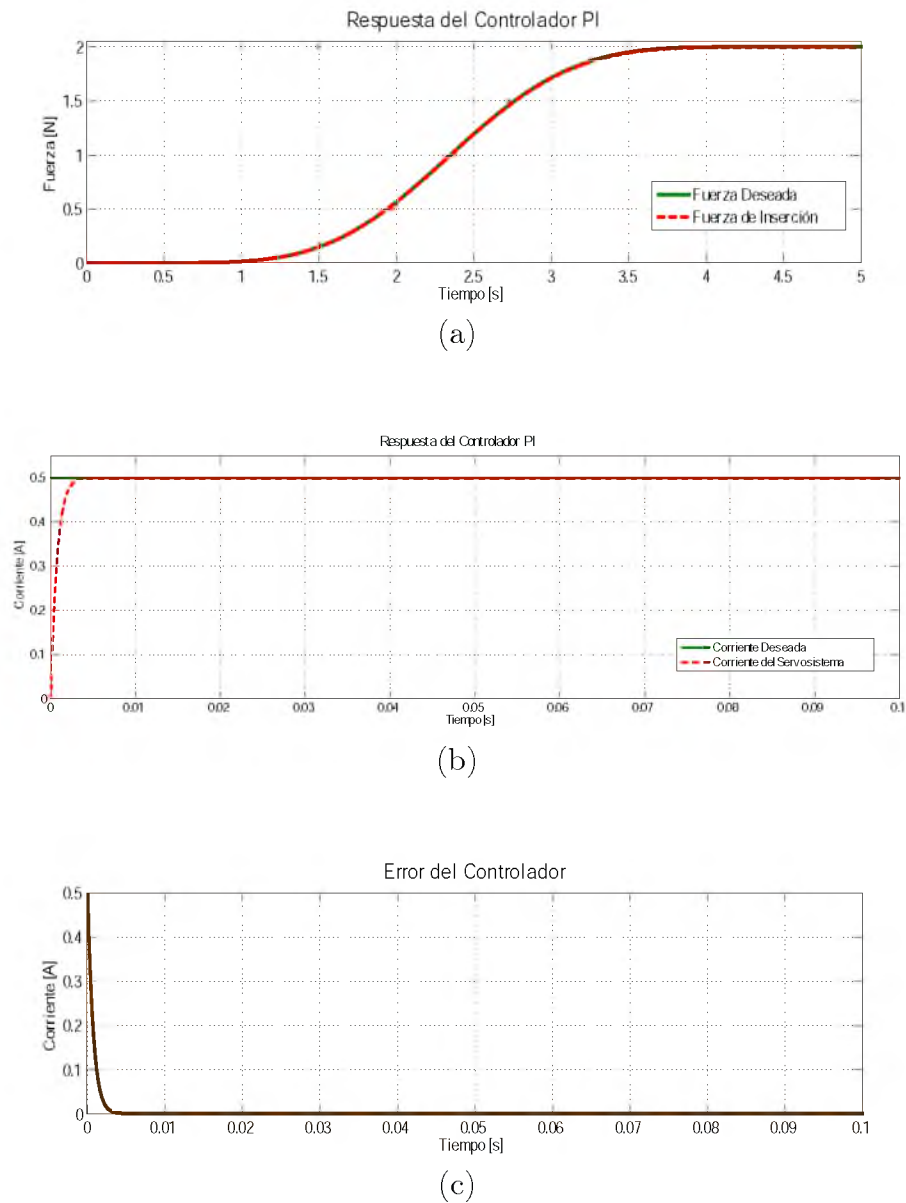 Respuesta del Controlador PI
Fuerza [N]
2
1.5
1
0.5
0
Fuerza Deseada
Fuerza de Inserción
0 0.5 1 1.5 2 2.5 3 3.5 4 4.5 5
Tiempo [s]
(a)
Respuesta del Controlador PI
Corriente [A]
0.5
0.4
0.3
0.2
0.1
0
Corriente Deseada
Corriente del Servosistema
0 0.01 0.02 0.03 0.04 0.05 0.06 0.07 0.08 0.09 0.1
Tiempo [s]
(b)
Error del Controlador
Corriente [A]
0.5
0.4
0.3
0.2
0.1
0
0 0.01 0.02 0.03 0.04 0.05 0.06 0.07 0.08 0.09 0.1
Tiempo [s]
(c)